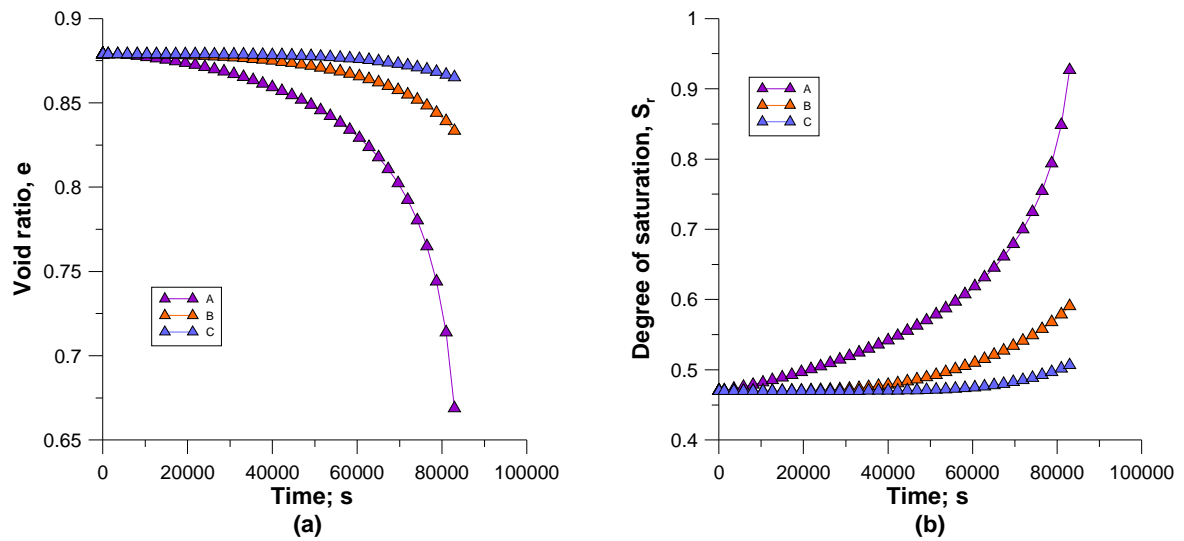 0.9
0.85
0.8
0.75
0.7
0.65
Void ratio, e
A
B
C
0 20000 40000 60000 80000 100000
Time; s
(a)
1
0.9
0.8
0.7
0.6
0.5
0.4
Degree of saturation, Sr
A
B
C
0 20000 40000 60000 80000 100000
Time; s
(b)